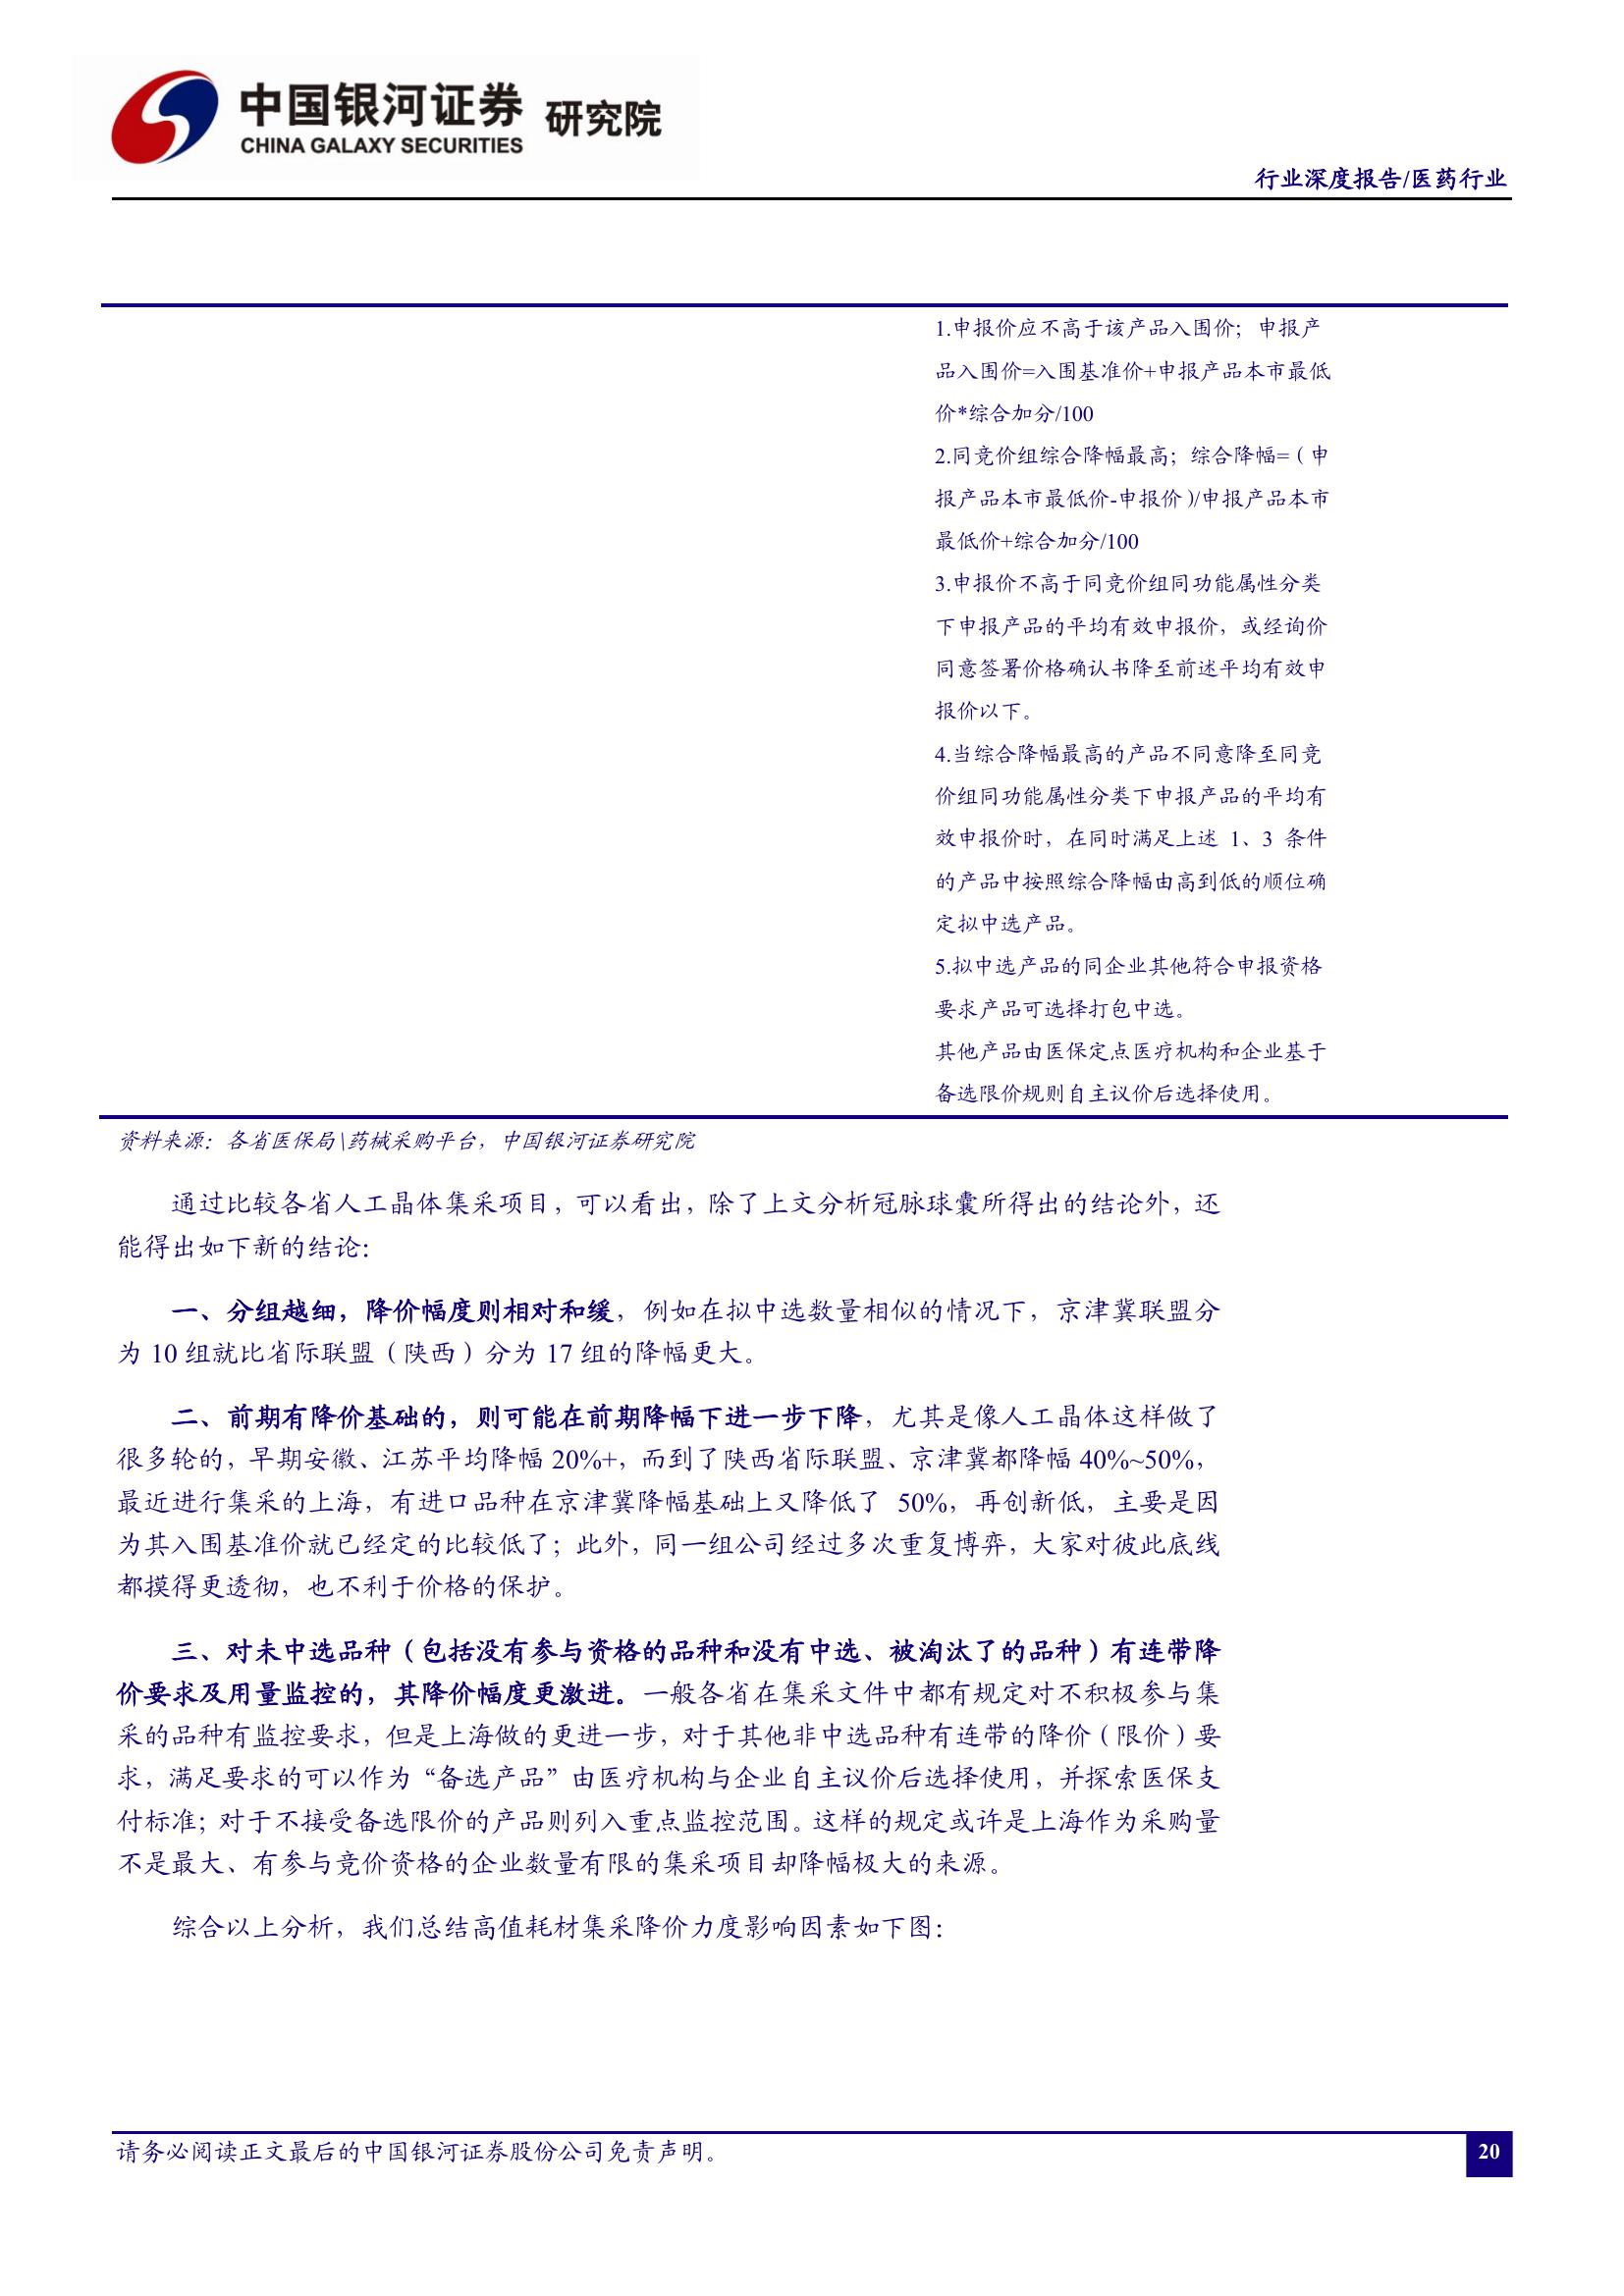 中国银河证券 研究院
CHINA GALAXY SECURITIES
行业深度报告/医药行业
1.申报价应不高于该产品入围价；申报产
品入围价=入围基准价+申报产品本市最低
价*综合加分/100
2.同竞价组综合降幅最高；综合降幅=（申
报产品本市最低价-申报价）/申报产品本市
最低价+综合加分/100
3.申报价不高于同竞价组同功能属性分类
下申报产品的平均有效申报价，或经询价
同意签署价格确认书降至前述平均有效申
报价以下。
4.当综合降幅最高的产品不同意降至同竞
价组同功能属性分类下申报产品的平均有
效申报价时，在同时满足上述 1、3 条件
的产品中按照综合降幅由高到低的顺位确
定拟中选产品。
5.拟中选产品的同企业其他符合申报资格
要求产品可选择打包中选。
其他产品由医保定点医疗机构和企业基于
备选限价规则自主议价后选择使用。
资料来源：各省医保局\药械采购平台，中国银河证券研究院
通过比较各省人工晶体集采项目，可以看出，除了上文分析冠脉球囊所得出的结论外，还
能得出如下新的结论：
一、分组越细，降价幅度则相对和缓，例如在拟中选数量相似的情况下，京津冀联盟分
为 10 组就比省际联盟（陕西）分为 17 组的降幅更大。
二、前期有降价基础的，则可能在前期降幅下进一步下降，尤其是像人工晶体这样做了
很多轮的，早期安徽、江苏平均降幅 20%+，而到了陕西省际联盟、京津冀都降幅 40%~50%，
最近进行集采的上海，有进口品种在京津冀降幅基础上又降低了 50%，再创新低，主要是因
为其入围基准价就已经定的比较低了；此外，同一组公司经过多次重复博弈，大家对彼此底线
都摸得更透彻，也不利于价格的保护。
三、对未中选品种（包括没有参与资格的品种和没有中选、被淘汰了的品种）有连带降
价要求及用量监控的，其降价幅度更激进。一般各省在集采文件中都有规定对不积极参与集
采的品种有监控要求，但是上海做的更进一步，对于其他非中选品种有连带的降价（限价）要
求，满足要求的可以作为“备选产品”由医疗机构与企业自主议价后选择使用，并探索医保支
付标准；对于不接受备选限价的产品则列入重点监控范围。这样的规定或许是上海作为采购量
不是最大、有参与竞价资格的企业数量有限的集采项目却降幅极大的来源。
综合以上分析，我们总结高值耗材集采降价力度影响因素如下图：
请务必阅读正文最后的中国银河证券股份公司免责声明。
20